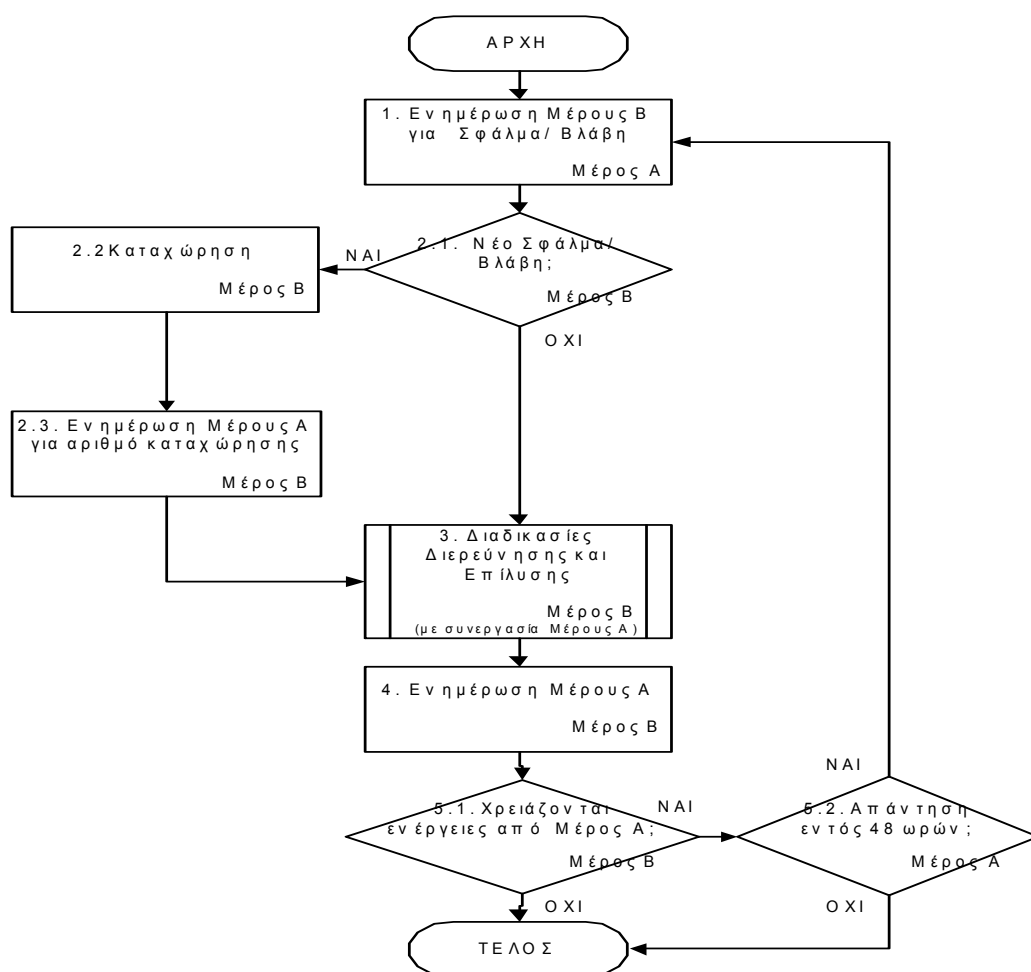 ΑΡΧΗ
1. Ενημέρωση Μέρους Β
για Σφάλμα/ Βλάβη
Μέρος Α
2.1. Νέο Σφάλμα/
Βλάβη;
Μέρος Β
ΝΑΙ
2.2Καταχώρηση
Μέρος Β
ΟΧΙ
2.3. Ενημέρωση Μέρους Α
για αριθμό καταχώρησης
Μέρος Β
3. Διαδικασίες
Διερεύνησης και
Επίλυσης
Μέρος Β
(με συνεργασία Μέρους Α)
4. Ενημέρωση Μέρους Α
Μέρος Β
5.1.Χρειάζονται
ενέργειες από Μέρος Α;
Μέρος Β
ΝΑΙ
ΝΑΙ
5.2.Απάντηση
εντός 48 ωρών;
Μέρος Α
ΟΧΙ
ΟΧΙ
ΤΕΛΟΣ